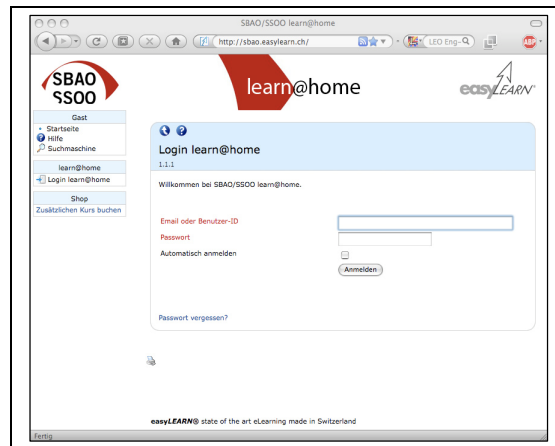 SBAO/SSOO learn@home
http://sbao.easylearn.ch/
LEO Eng-
ABP
SBAO
SSOO
learn@home
easyLEARN
Gast
Startseite
Hilfe
Suchmaschine
learn@home
Login learn@home
Shop
Zusätzlichen Kurs buchen
Login learn@home
1.1.1
Willkommen bei SBAO/SSOO learn@home.
Email oder Benutzer-ID
Passwort
Automatisch anmelden
Anmelden
Passwort vergessen?
easyLEARN® state of the art eLearning made in Switzerland
Fertig